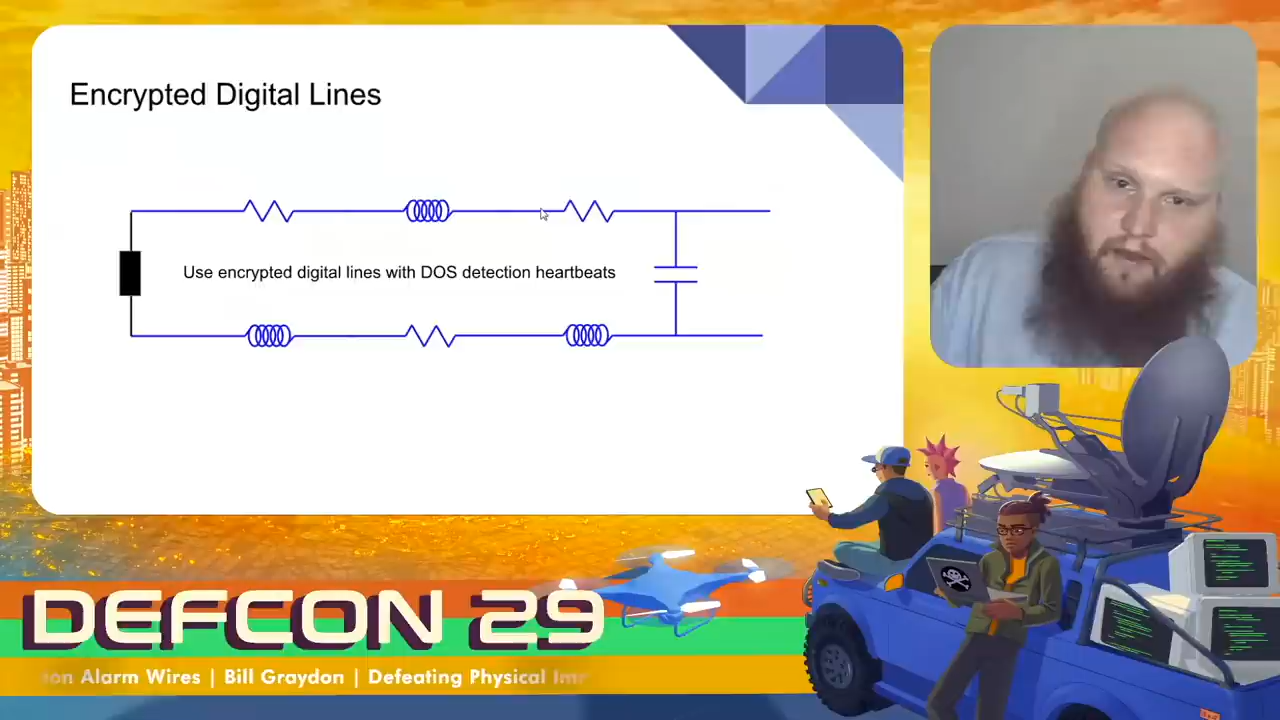 Encrypted Digital Lines
Use encrypted digital lines with DOS detection heartbeats
DEFCON 29
Alarm Wires | Bill Graydon | Defeating Physical